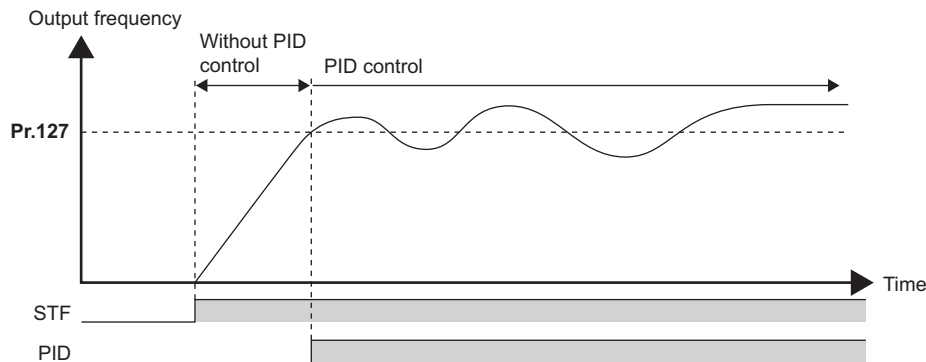 Output frequency
Without PID
control
PID control
Pr.127
Time
STF
PID